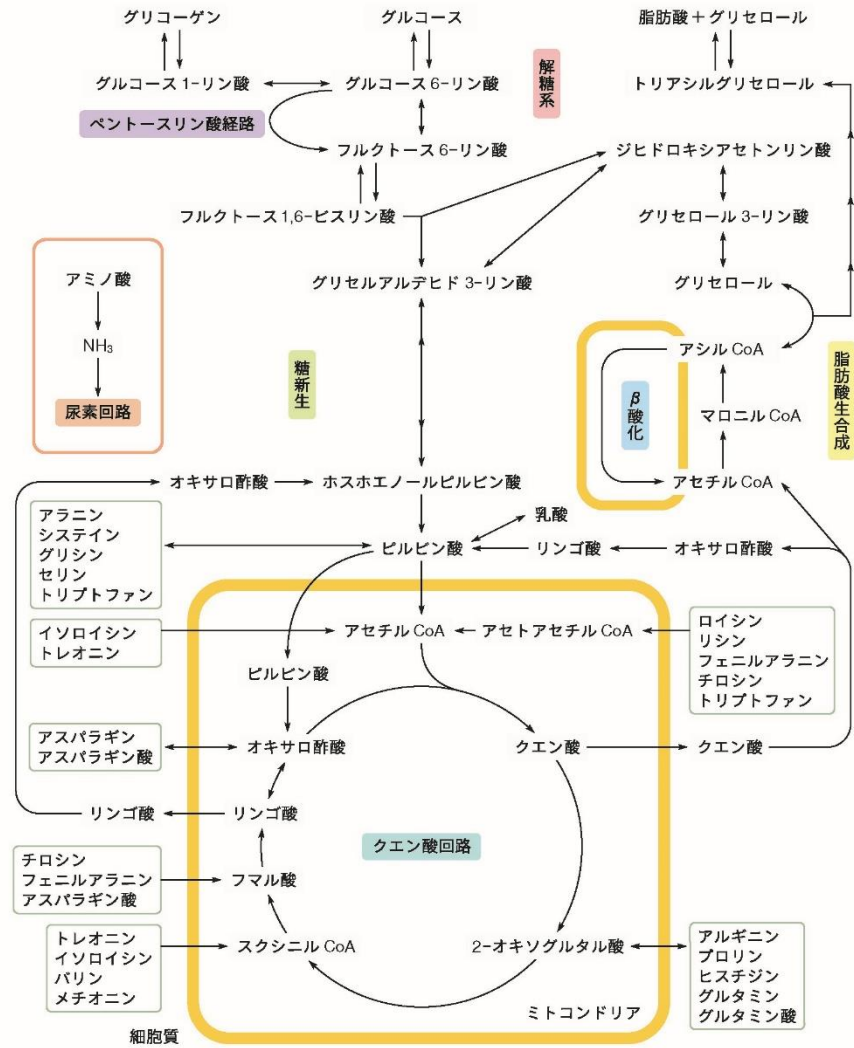 グリコーゲン
グルコース
脂肪酸＋グリセロール
グルコース1-リン酸
グルコース 6-リン酸
解糖系
トリアシルグリセロール
ペントースリン酸経路
フルクトース 6-リン酸
ジヒドロキシアセトンリン酸
フルクトース 1,6-ビスリン酸
グリセロール 3-リン酸
グリセルアルデヒド 3-リン酸
グリセロール
アミノ酸
NH₃
尿素回路
糖新生
アシル CoA
β酸化
マロニル CoA
脂肪酸生合成
アセチル CoA
オキサロ酢酸
ホスホエノールピルビン酸
アラニン
システイン
グリシン
セリン
トリプトファン
乳酸
ピルビン酸
リンゴ酸
オキサロ酢酸
イソロイシン
トレオニン
アセチル CoA
アセトアセチル CoA
ロイシン
リシン
フェニルアラニン
チロシン
トリプトファン
ピルビン酸
アスパラギン
アスパラギン酸
オキサロ酢酸
クエン酸
クエン酸
リンゴ酸
リンゴ酸
クエン酸回路
チロシン
フェニルアラニン
アスパラギン酸
フマル酸
トレオニン
イソロイシン
バリン
メチオニン
スクシニル CoA
2-オキソグルタル酸
アルギニン
プロリン
ヒスチジン
グルタミン
グルタミン酸
ミトコンドリア
細胞質